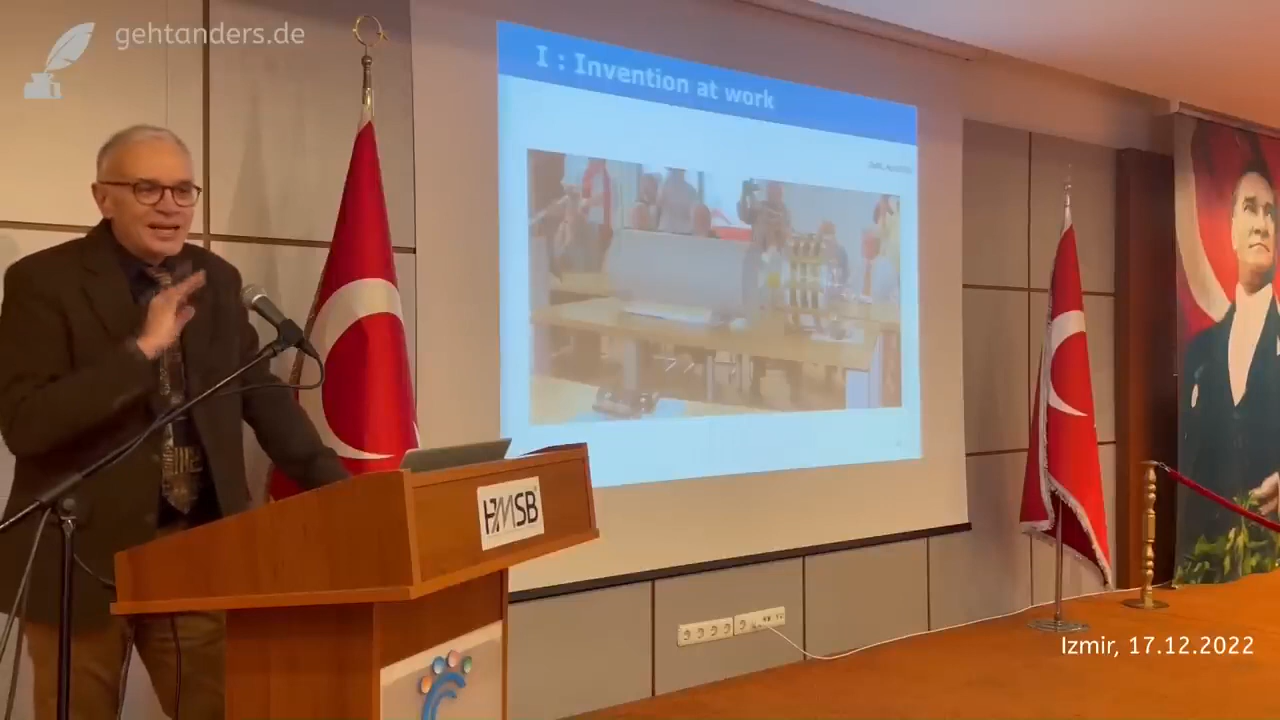 gehtanders.de
I : Invention at work
HMSB
Izmir, 17.12.2022